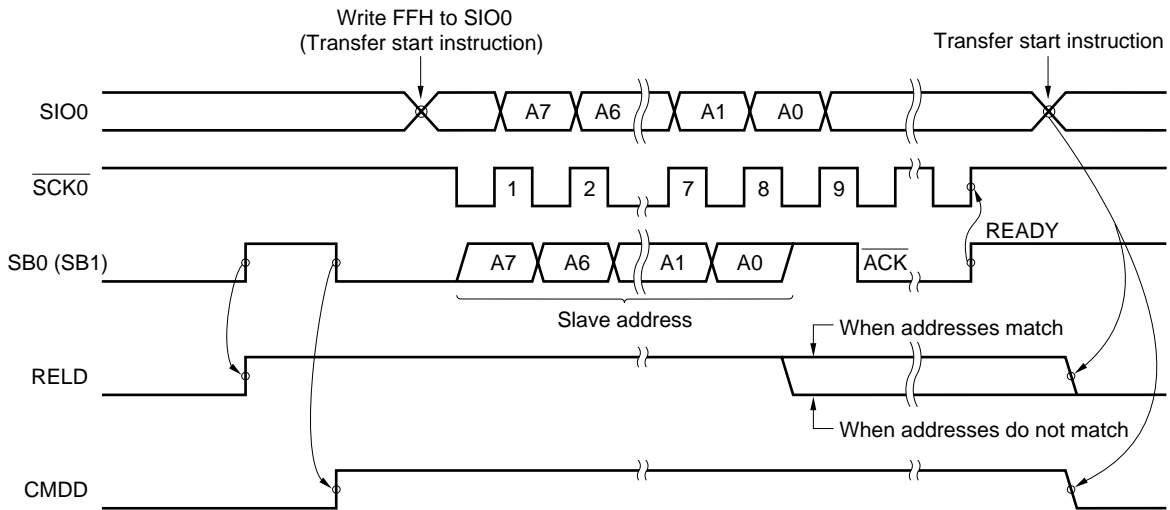 Write FFH to SIO0
(Transfer start instruction)
Transfer start instruction
SIO0
A7 A6 A1 A0
SCK0
1 2 7 8 9
READY
SB0 (SB1)
A7 A6 A1 A0 ACK
Slave address
When addresses match
RELD
When addresses do not match
CMDD